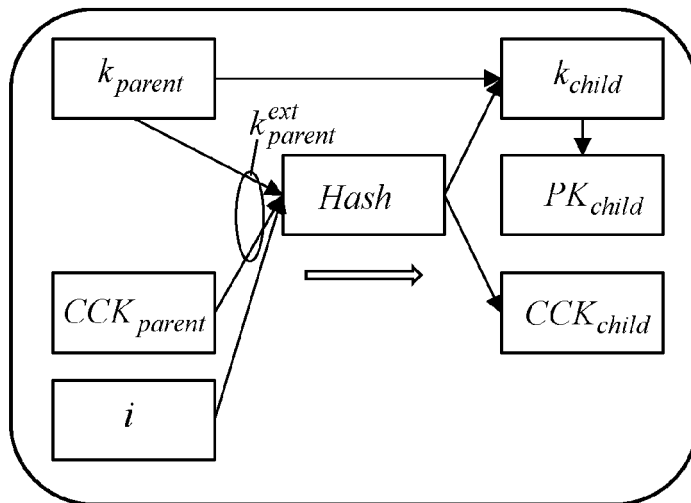 k_parent
k_child
k_parent^ext
Hash
PK_child
CCK_parent
CCK_child
i